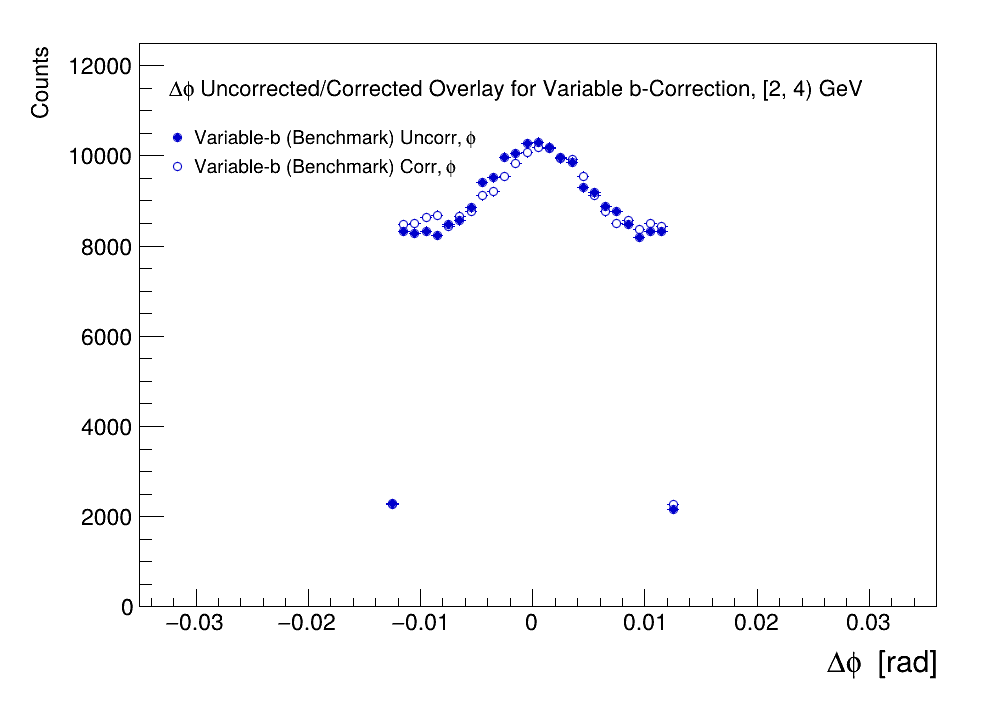 Counts
12000
10000
8000
6000
4000
2000
0
Δϕ Uncorrected/Corrected Overlay for Variable b-Correction, [2, 4) GeV
Variable-b (Benchmark) Uncorr, ϕ
Variable-b (Benchmark) Corr, ϕ
−0.03 −0.02 −0.01 0 0.01 0.02 0.03
Δϕ [rad]